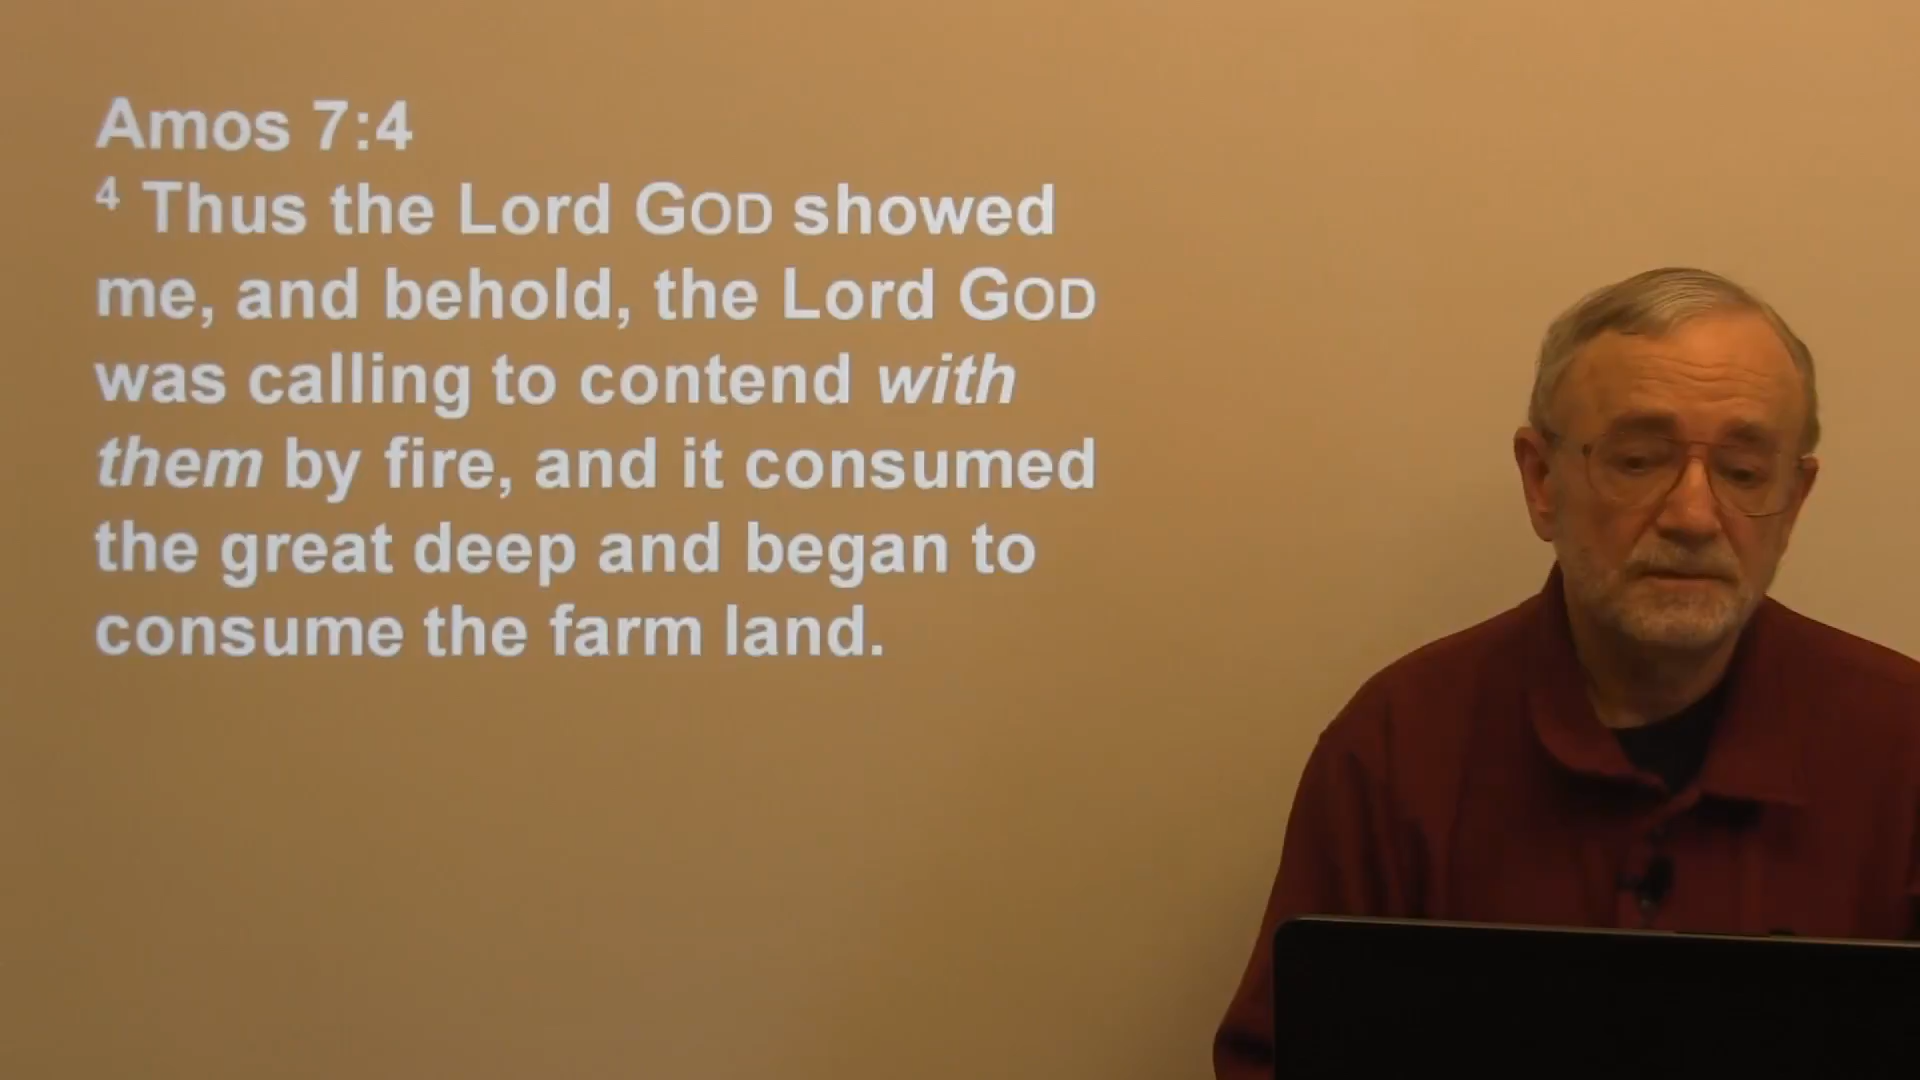 Amos 7:4
4 Thus the Lord GOD showed
me, and behold, the Lord GOD
was calling to contend with
them by fire, and it consumed
the great deep and began to
consume the farm land.